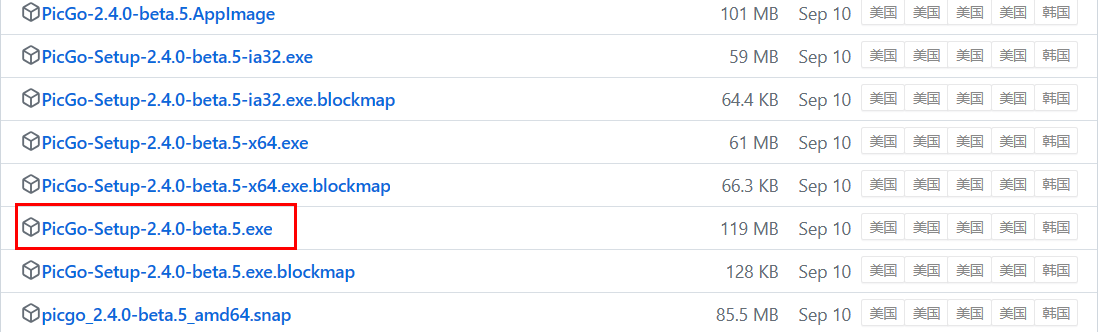 PicGo-2.4.0-beta.5.AppImage 101 MB Sep 10 美国 美国 美国 美国 韩国
PicGo-Setup-2.4.0-beta.5-ia32.exe 59 MB Sep 10 美国 美国 美国 美国 韩国
PicGo-Setup-2.4.0-beta.5-ia32.exe.blockmap 64.4 KB Sep 10 美国 美国 美国 美国 韩国
PicGo-Setup-2.4.0-beta.5-x64.exe 61 MB Sep 10 美国 美国 美国 美国 韩国
PicGo-Setup-2.4.0-beta.5-x64.exe.blockmap 66.3 KB Sep 10 美国 美国 美国 美国 韩国
PicGo-Setup-2.4.0-beta.5.exe 119 MB Sep 10 美国 美国 美国 美国 韩国
PicGo-Setup-2.4.0-beta.5.exe.blockmap 128 KB Sep 10 美国 美国 美国 美国 韩国
picgo_2.4.0-beta.5_amd64.snap 85.5 MB Sep 10 美国 美国 美国 美国 韩国